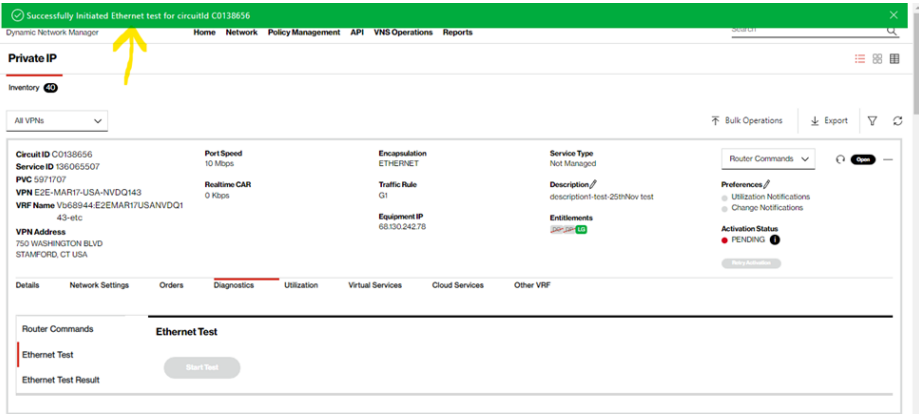 Successfully Initiated Ethernet test for circuitId C0138656
Dynamic Network Manager
Home Network Policy Management API VNS Operations Reports
Search
Private IP
Inventory 40
All VPNs
Bulk Operations
Export
Circuit ID C0138656
Service ID 136065507
PVC 5971707
VPN E2E-MAR17-USA-NVDQ143
VRF Name Vb68944:E2EMAR17USANVDQ1
43-etc
VPN Address
750 WASHINGTON BLVD
STAMFORD, CT USA
Port Speed
10 Mbps
Realtime CAR
0 Kbps
Encapsulation
ETHERNET
Traffic Rule
G1
Equipment IP
68.130.242.78
Service Type
Not Managed
Description
description1-test-25thNov test
Entitlements
LG
Router Commands
Open
Preferences
Utilization Notifications
Change Notifications
Activation Status
PENDING
Retry Activation
Details Network Settings Orders Diagnostics Utilization Virtual Services Cloud Services Other VRF
Router Commands
Ethernet Test
Ethernet Test Result
Ethernet Test
Start Test